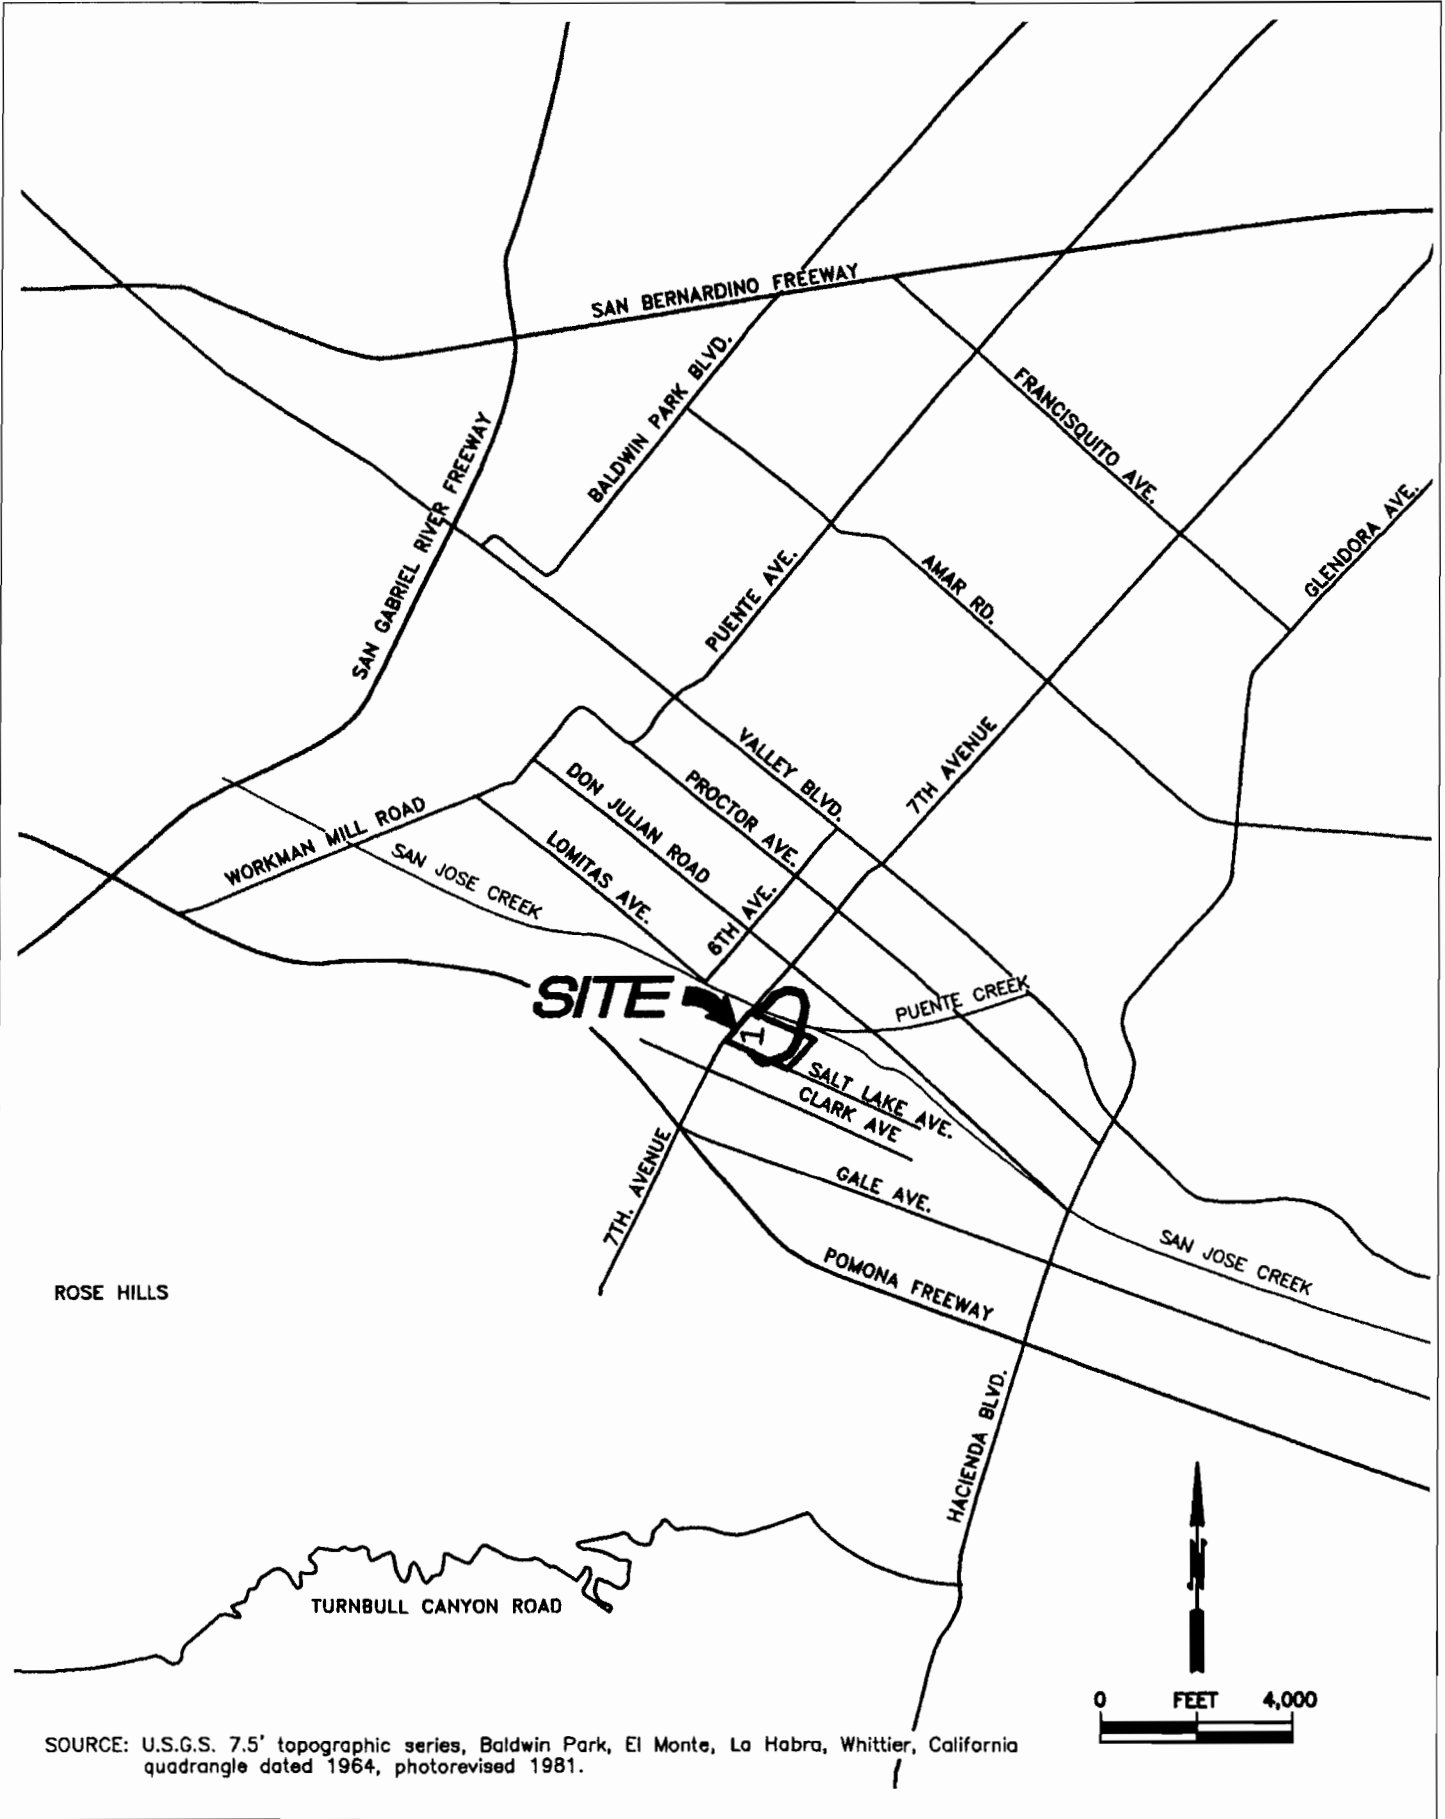 SAN BERNARDINO FREEWAY
BALDWIN PARK BLVD.
FRANCISQUITO AVE.
SAN GABRIEL RIVER FREEWAY
GLENDORA AVE.
PUENTE AVE.
AMAR RD.
VALLEY BLVD.
7TH AVENUE
PROCTOR AVE.
DON JULIAN ROAD
WORKMAN MILL ROAD
LOMITAS AVE.
SAN JOSE CREEK
6TH AVE.
SITE
PUENTE CREEK
1
SALT LAKE AVE.
CLARK AVE
7TH. AVENUE
GALE AVE.
SAN JOSE CREEK
POMONA FREEWAY
ROSE HILLS
HACIENDA BLVD.
N
TURNBULL CANYON ROAD
0 FEET 4,000
SOURCE: U.S.G.S. 7.5' topographic series, Baldwin Park, El Monte, La Habra, Whittier, California
quadrangle dated 1964, photorevised 1981.